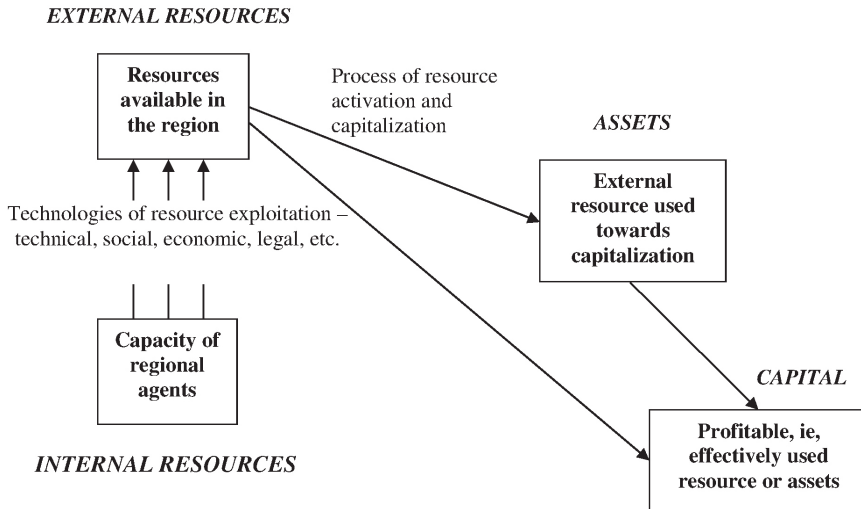 EXTERNAL RESOURCES
Resources
available in
the region
Process of resource
activation and
capitalization
ASSETS
External
resource used
towards
capitalization
Technologies of resource exploitation –
technical, social, economic, legal, etc.
Capacity of
regional
agents
INTERNAL RESOURCES
CAPITAL
Profitable, ie,
effectively used
resource or assets